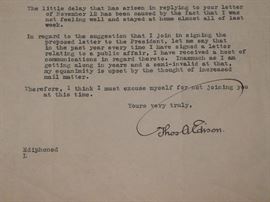 The little delay that has arisen in replying to your letter
of November 12 has been caused by the fact that I was
not feeling well and stayed at home almost all of last
week.
In regard to the suggestion that I join in signing the
proposed letter to the President, let me say that
in the past year every time I have signed a letter
relating to a public affair, I have received a host of
communications in regard thereto. Inasmuch as I am
getting along in years and a semi-invalid at that,
my equanimity is upset by the thought of increased
mail matter.
Therefore, I think I must excuse myself for not joining you
at this time.
Yours very truly,
Thos A Edison.
Ediphoned
L